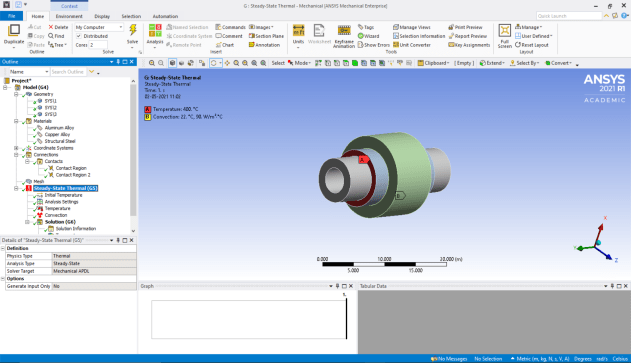 Context
G : Steady-State Thermal - Mechanical [ANSYS Mechanical Enterprise]
File Home Environment Display Selection Automation
Quick Launch
Duplicate
Cut
Copy
Paste
Delete
Find
Tree
Outline
My Computer
Distributed
Cores 2
Solve
Solve
Analysis
Named Selection
Coordinate System
Remote Point
Commands
Comment
Chart
Images
Section Plane
Annotation
Insert
Units
Worksheet
Keyframe Animation
Tags
Wizard
Show Errors
Manage Views
Selection Information
Unit Converter
Print Preview
Report Preview
Key Assignments
Tools
Full Screen
Manage
User Defined
Reset Layout
Layout
Outline
Name
Search Outline
Select
Mode
Clipboard
[ Empty ]
Extend
Select By
Convert
Project*
Model (G4)
Geometry
SYS\1
SYS\2
SYS\3
Materials
Aluminum Alloy
Copper Alloy
Structural Steel
Coordinate Systems
Connections
Contacts
Contact Region
Contact Region 2
Mesh
Steady-State Thermal (G5)
Initial Temperature
Analysis Settings
Temperature
Convection
Solution (G6)
Solution Information
G: Steady-State Thermal
Steady-State Thermal
Time: 1. s
02-05-2021 11:02
A Temperature: 400. °C
B Convection: 22. °C, 90. W/m²·°C
ANSYS
2021 R1
ACADEMIC
A
B
0.000 10.000 20.000 (m)
5.000 15.000
X
Y
Z
Details of "Steady-State Thermal (G5)"
Definition
Physics Type Thermal
Analysis Type Steady-State
Solver Target Mechanical APDL
Options
Generate Input Only No
Graph
1.
Tabular Data
No Messages No Selection Metric (m, kg, N, s, V, A) Degrees rad/s Celsius